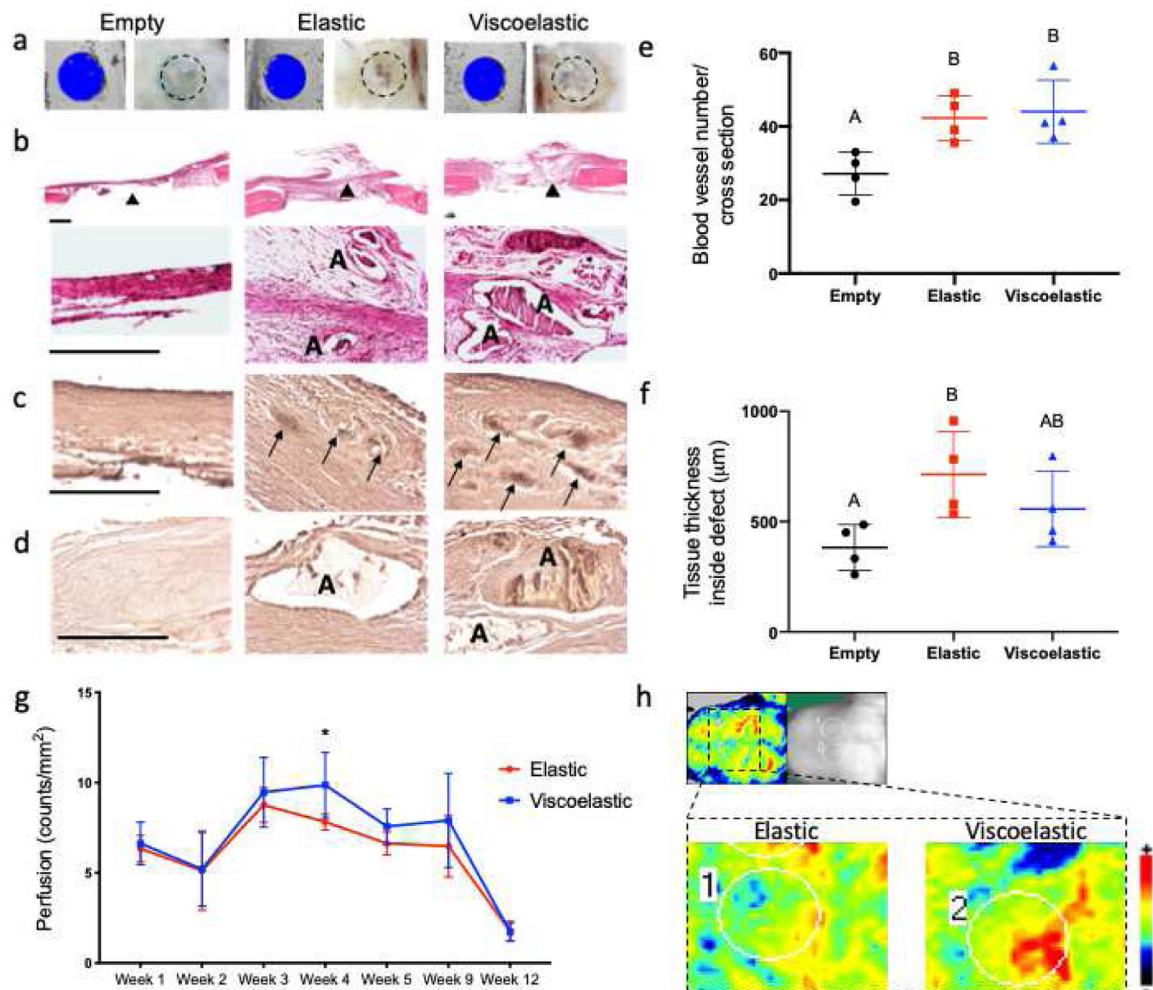 Empty Elastic Viscoelastic
a
b
A
A
A
A
c
d
A
A
A
e
60
40
20
0
Blood vessel number/
cross section
A
B
B
Empty Elastic Viscoelastic
f
1000
500
0
Tissue thickness
inside defect (μm)
A
B
AB
Empty Elastic Viscoelastic
g
15
10
5
0
Perfusion (counts/mm²)
*
Elastic
Viscoelastic
Week 1 Week 2 Week 3 Week 4 Week 5 Week 9 Week 12
h
Elastic Viscoelastic
1
2
+